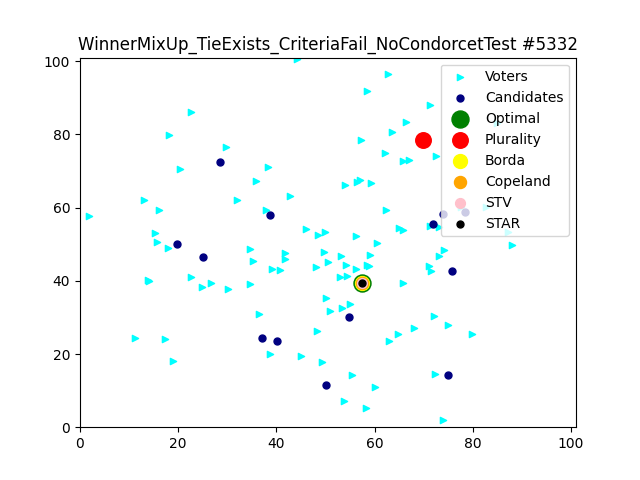 WinnerMixUp_TieExists_CriteriaFail_NoCondorcetTest #5332
100
80
60
40
20
0
0 20 40 60 80 100
Voters
Candidates
Optimal
Plurality
Borda
Copeland
STV
STAR